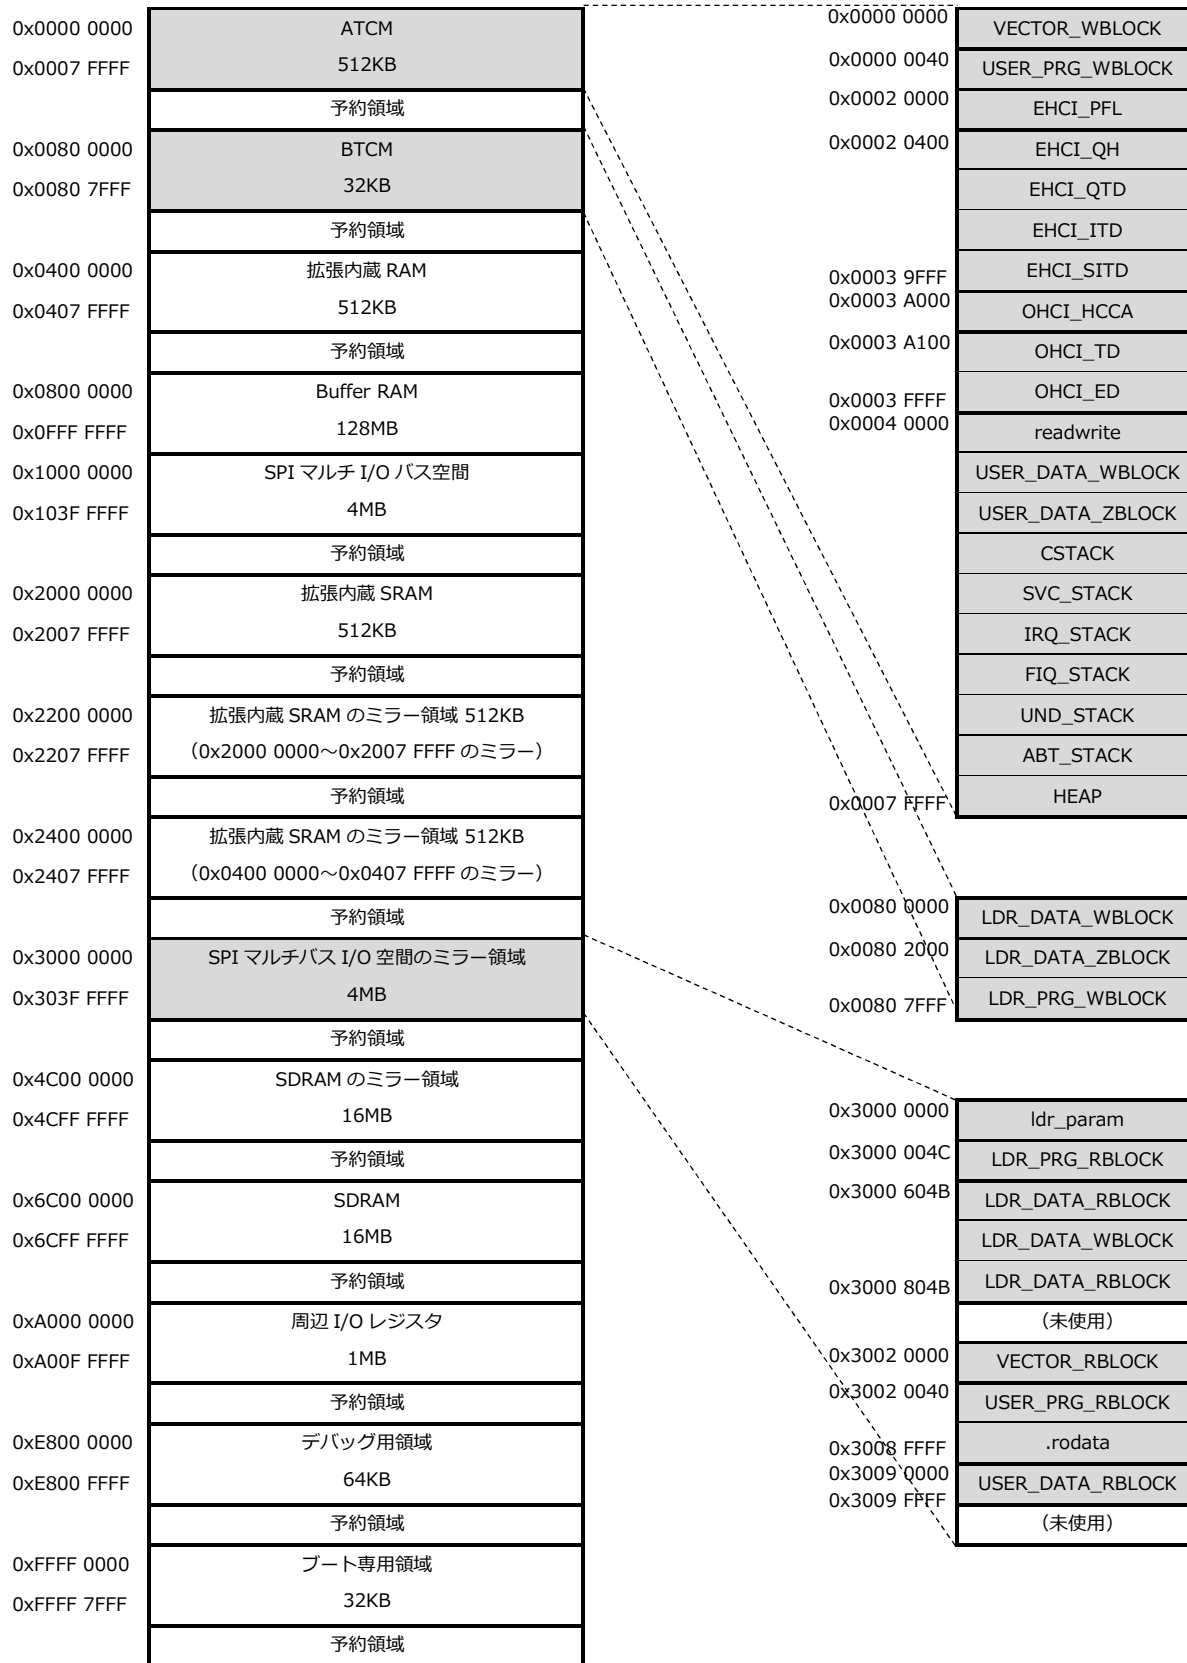 0x0000 0000
ATCM
0x0007 FFFF
512KB
予約領域
0x0080 0000
BTCM
0x0080 7FFF
32KB
予約領域
0x0400 0000
拡張内蔵 RAM
0x0407 FFFF
512KB
予約領域
0x0800 0000
Buffer RAM
0x0FFF FFFF
128MB
0x1000 0000
SPI マルチ I/O バス空間
0x103F FFFF
4MB
予約領域
0x2000 0000
拡張内蔵 SRAM
0x2007 FFFF
512KB
予約領域
0x2200 0000
拡張内蔵 SRAM のミラー領域 512KB
0x2207 FFFF
（0x2000 0000～0x2007 FFFF のミラー）
予約領域
0x2400 0000
拡張内蔵 SRAM のミラー領域 512KB
0x2407 FFFF
（0x0400 0000～0x0407 FFFF のミラー）
予約領域
0x3000 0000
SPI マルチバス I/O 空間のミラー領域
0x303F FFFF
4MB
予約領域
0x4C00 0000
SDRAM のミラー領域
0x4CFF FFFF
16MB
予約領域
0x6C00 0000
SDRAM
0x6CFF FFFF
16MB
予約領域
0xA000 0000
周辺 I/O レジスタ
0xA00F FFFF
1MB
予約領域
0xE800 0000
デバッグ用領域
0xE800 FFFF
64KB
予約領域
0xFFFF 0000
ブート専用領域
0xFFFF 7FFF
32KB
予約領域
0x0000 0000
VECTOR_WBLOCK
0x0000 0040
USER_PRG_WBLOCK
0x0002 0000
EHCI_PFL
0x0002 0400
EHCI_QH
EHCI_QTD
EHCI_ITD
0x0003 9FFF
EHCI_SITD
0x0003 A000
OHCI_HCCA
0x0003 A100
OHCI_TD
0x0003 FFFF
OHCI_ED
0x0004 0000
readwrite
USER_DATA_WBLOCK
USER_DATA_ZBLOCK
CSTACK
SVC_STACK
IRQ_STACK
FIQ_STACK
UND_STACK
ABT_STACK
0x0007 FFFF
HEAP
0x0080 0000
LDR_DATA_WBLOCK
0x0080 2000
LDR_DATA_ZBLOCK
0x0080 7FFF
LDR_PRG_WBLOCK
0x3000 0000
ldr_param
0x3000 004C
LDR_PRG_RBLOCK
0x3000 604B
LDR_DATA_RBLOCK
LDR_DATA_WBLOCK
0x3000 804B
LDR_DATA_RBLOCK
（未使用）
0x3002 0000
VECTOR_RBLOCK
0x3002 0040
USER_PRG_RBLOCK
0x3008 FFFF
.rodata
0x3009 0000
USER_DATA_RBLOCK
0x3009 FFFF
（未使用）